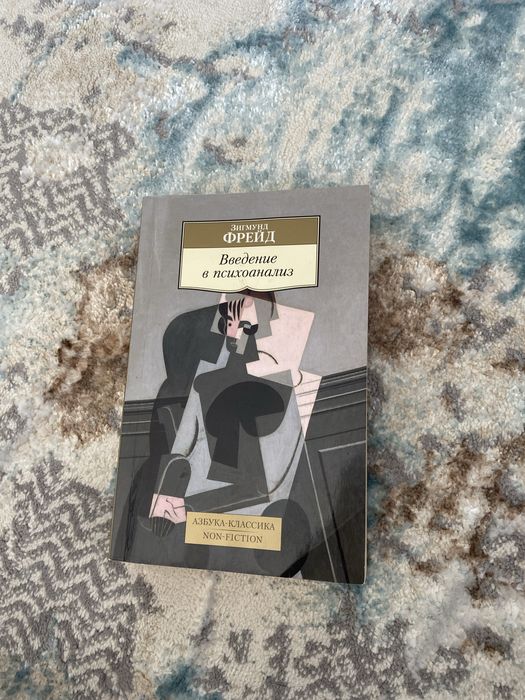 Зигмунд
ФРЕЙД
Введение
в психоанализ
АЗБУКА-КЛАССИКА
NON-FICTION